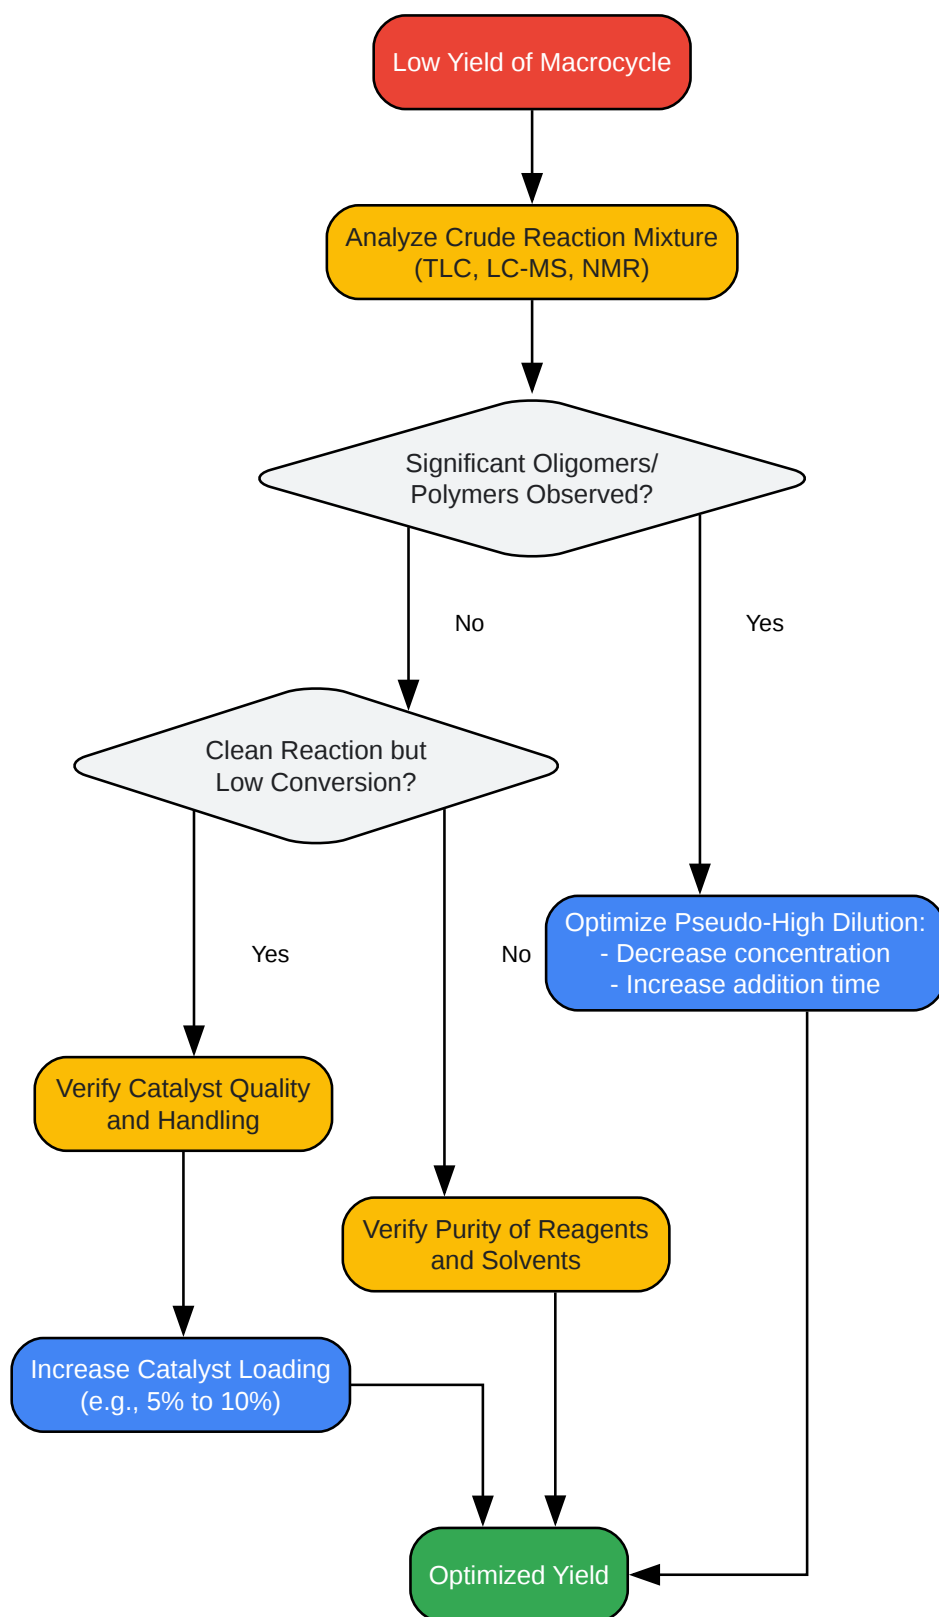 Low Yield of Macrocycle
Analyze Crude Reaction Mixture
(TLC, LC-MS, NMR)
Significant Oligomers/
Polymers Observed?
No
Yes
Clean Reaction but
Low Conversion?
Optimize Pseudo-High Dilution:
- Decrease concentration
- Increase addition time
Yes
No
Verify Catalyst Quality
and Handling
Verify Purity of Reagents
and Solvents
Increase Catalyst Loading
(e.g., 5% to 10%)
Optimized Yield